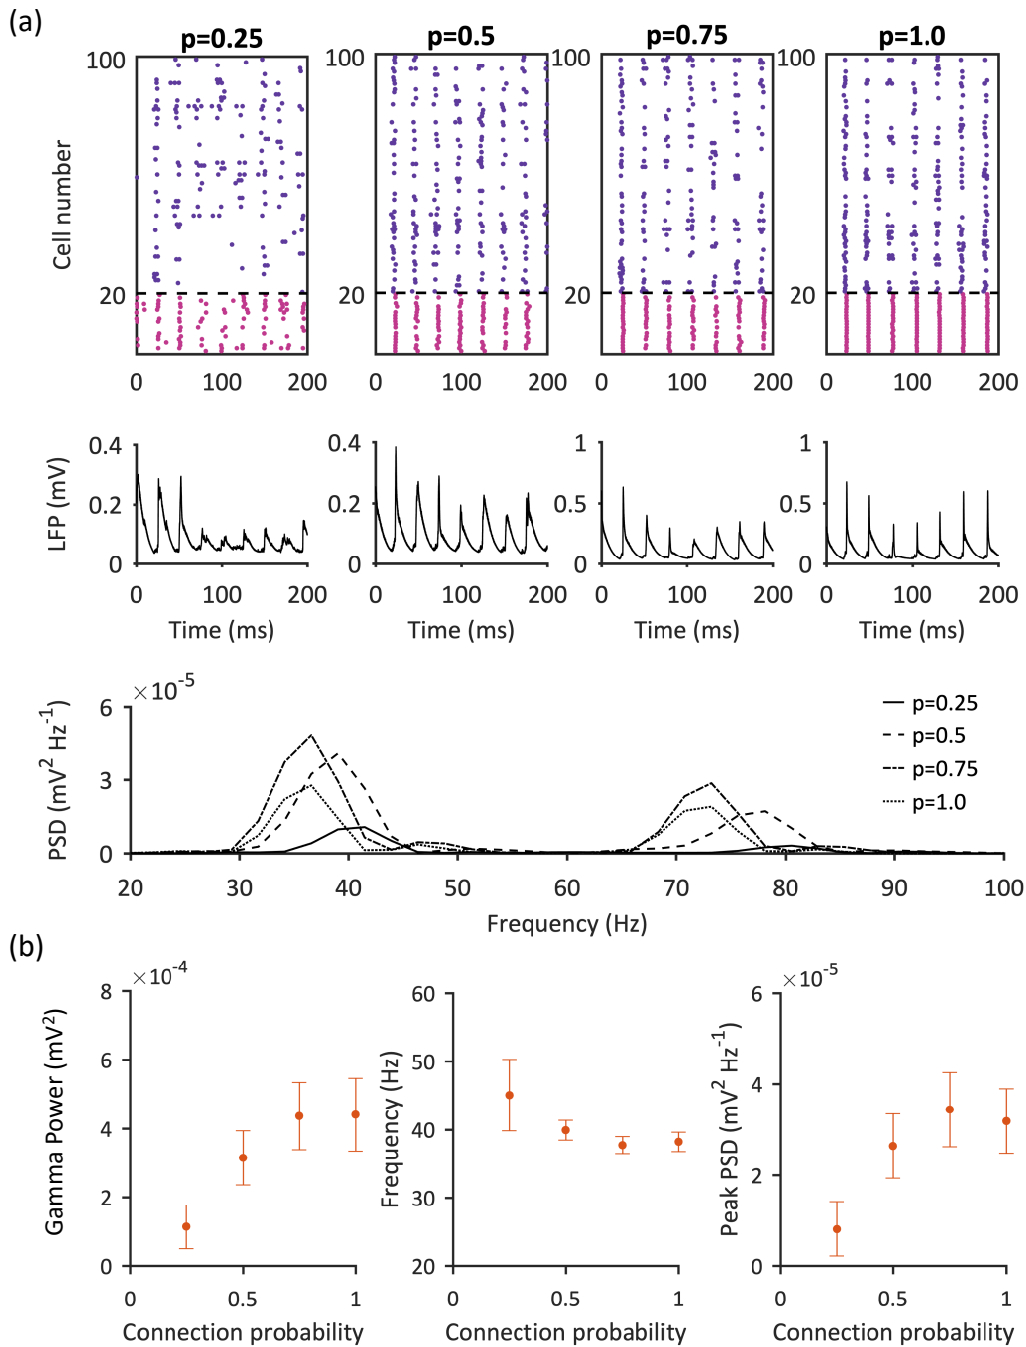 (a)
p=0.25 p=0.5 p=0.75 p=1.0
100 100 100 100
Cell number
20 20 20 20
0 100 200 0 100 200 0 100 200 0 100 200
LFP (mV)
0.4 0.4 1 1
0.2 0.2 0.5 0.5
0 0 0 0
0 100 200 0 100 200 0 100 200 0 100 200
Time (ms) Time (ms) Time (ms) Time (ms)
×10⁻⁵
PSD (mV² Hz⁻¹)
6
3
0
p=0.25
p=0.5
p=0.75
p=1.0
20 30 40 50 60 70 80 90 100
Frequency (Hz)
(b)
×10⁻⁴
Gamma Power (mV²)
8
6
4
2
0
0 0.5 1
Connection probability
Frequency (Hz)
60
50
40
30
20
0 0.5 1
Connection probability
×10⁻⁵
Peak PSD (mV² Hz⁻¹)
6
4
2
0
0 0.5 1
Connection probability